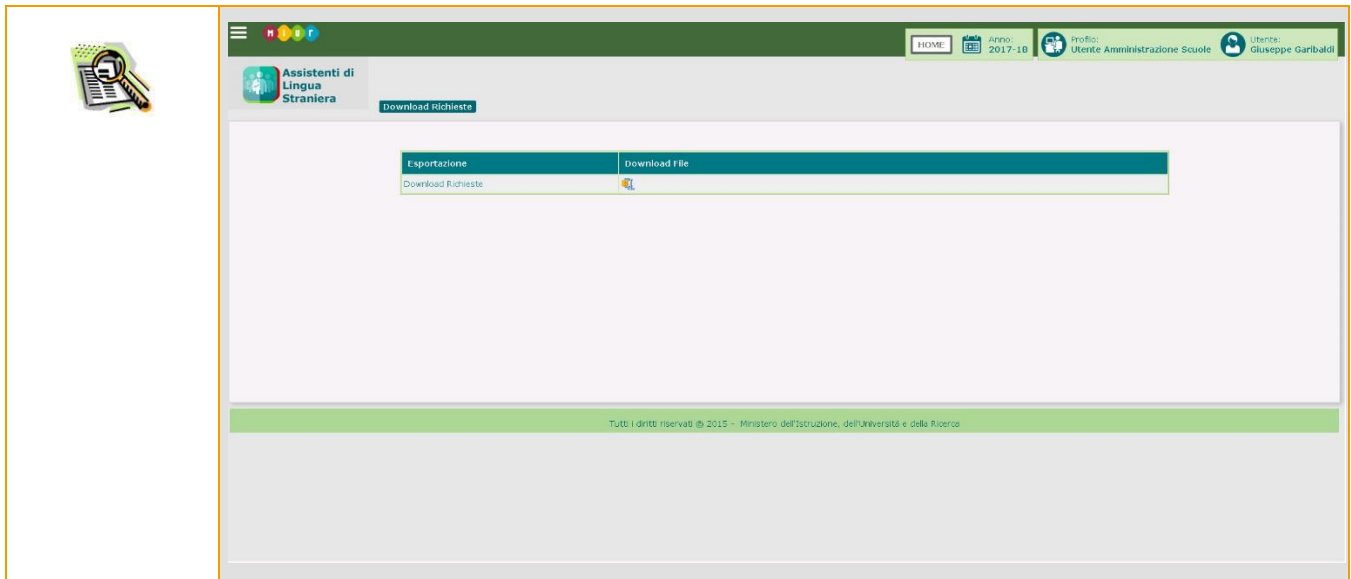 MIUR
HOME
Anno:
2017-18
Profilo:
Utente Amministrazione Scuole
Utente:
Giuseppe Garibaldi
Assistenti di
Lingua
Straniera
Download Richieste
Esportazione Download File
Download Richieste
Tutti i diritti riservati © 2015 - Ministero dell'Istruzione, dell'Università e della Ricerca